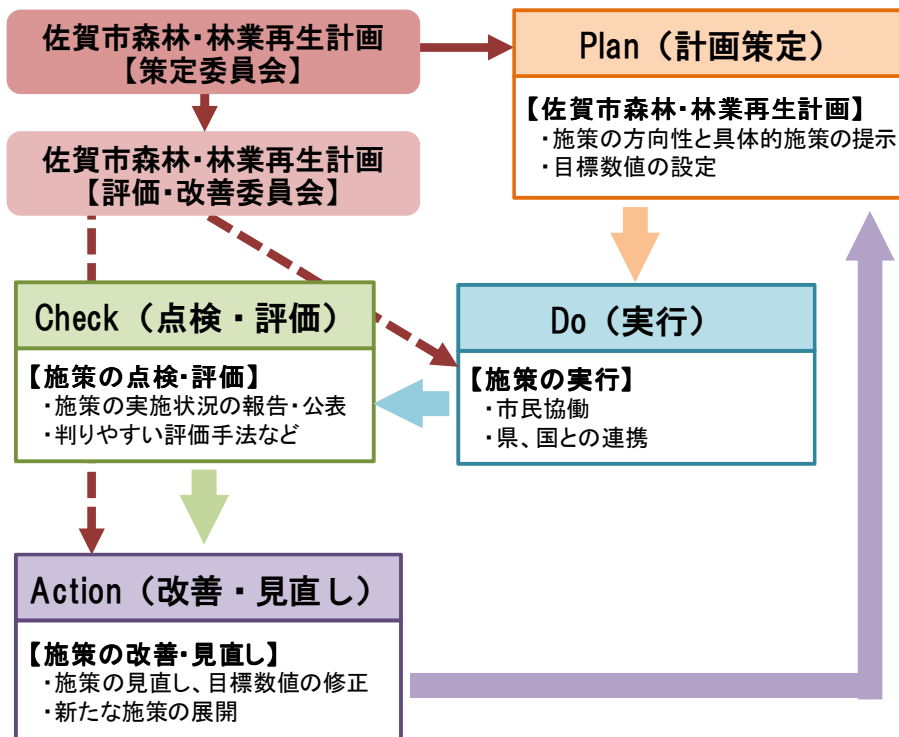 佐賀市森林・林業再生計画
【策定委員会】
Plan（計画策定）
【佐賀市森林・林業再生計画】
・施策の方向性と具体的施策の提示
・目標数値の設定
佐賀市森林・林業再生計画
【評価・改善委員会】
Check（点検・評価）
【施策の点検・評価】
・施策の実施状況の報告・公表
・判りやすい評価手法など
Do（実行）
【施策の実行】
・市民協働
・県、国との連携
Action（改善・見直し）
【施策の改善・見直し】
・施策の見直し、目標数値の修正
・新たな施策の展開